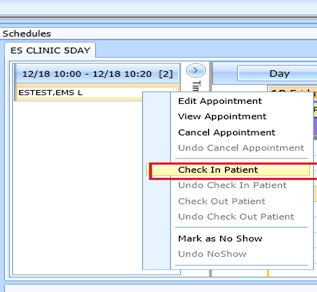 Schedules
ES CLINIC 5DAY
12/18 10:00 - 12/18 10:20 [2]
Day
ESTEST,EMS L
Edit Appointment
View Appointment
Cancel Appointment
Undo Cancel Appointment
Check In Patient
Undo Check In Patient
Check Out Patient
Undo Check Out Patient
Mark as No Show
Undo NoShow